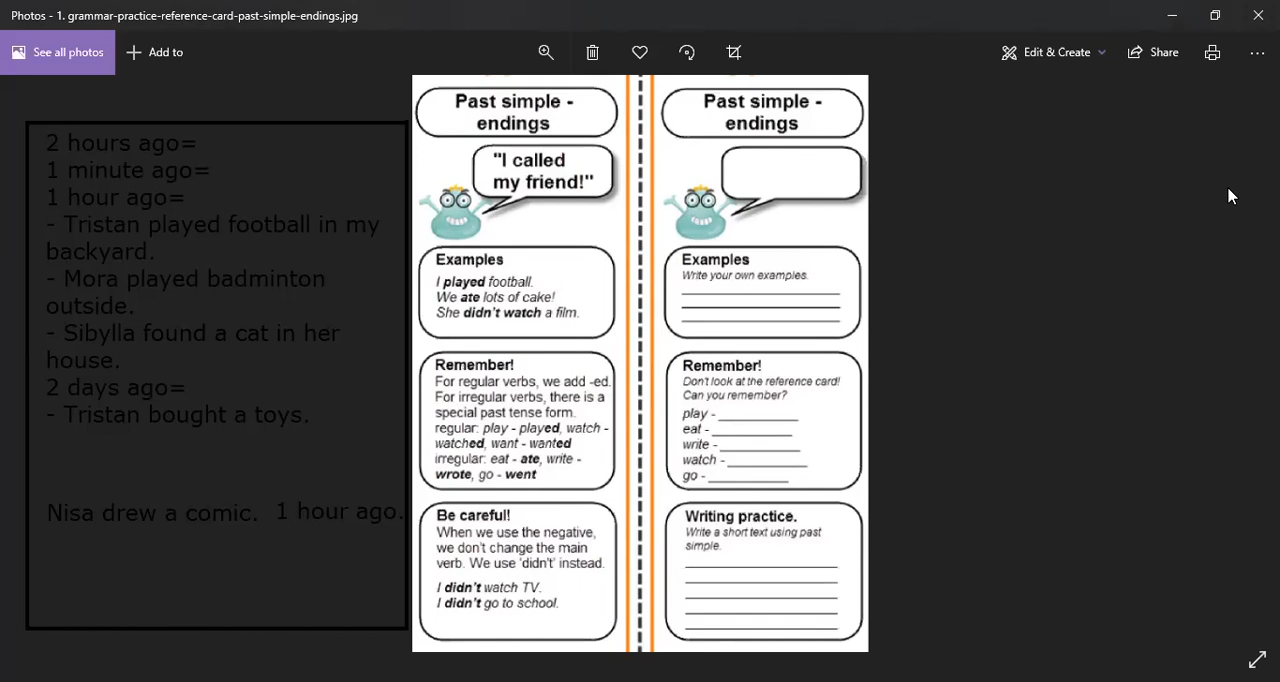 Photos - 1. grammar-practice-reference-card-past-simple-endings.jpg
See all photos
Add to
Edit & Create
Share
2 hours ago=
1 minute ago=
1 hour ago=
- Tristan played football in my
backyard.
- Mora played badminton
outside.
- Sibylla found a cat in her
house.
2 days ago=
- Tristan bought a toys.
Nisa drew a comic. 1 hour ago.
Past simple -
endings
"I called
my friend!"
Examples
I played football.
We ate lots of cake!
She didn't watch a film.
Remember!
For regular verbs, we add -ed.
For irregular verbs, there is a
special past tense form.
regular: play - played, watch -
watched, want - wanted
irregular: eat - ate, write -
wrote, go - went
Be careful!
When we use the negative,
we don't change the main
verb. We use 'didn't' instead.
I didn't watch TV.
I didn't go to school.
Past simple -
endings
Examples
Write your own examples.
Remember!
Don't look at the reference card!
Can you remember?
play -
eat -
write -
watch -
go -
Writing practice.
Write a short text using past
simple.